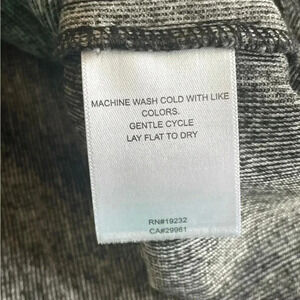 MACHINE WASH COLD WITH LIKE
COLORS.
GENTLE CYCLE
LAY FLAT TO DRY
RN#19232
CA#29961